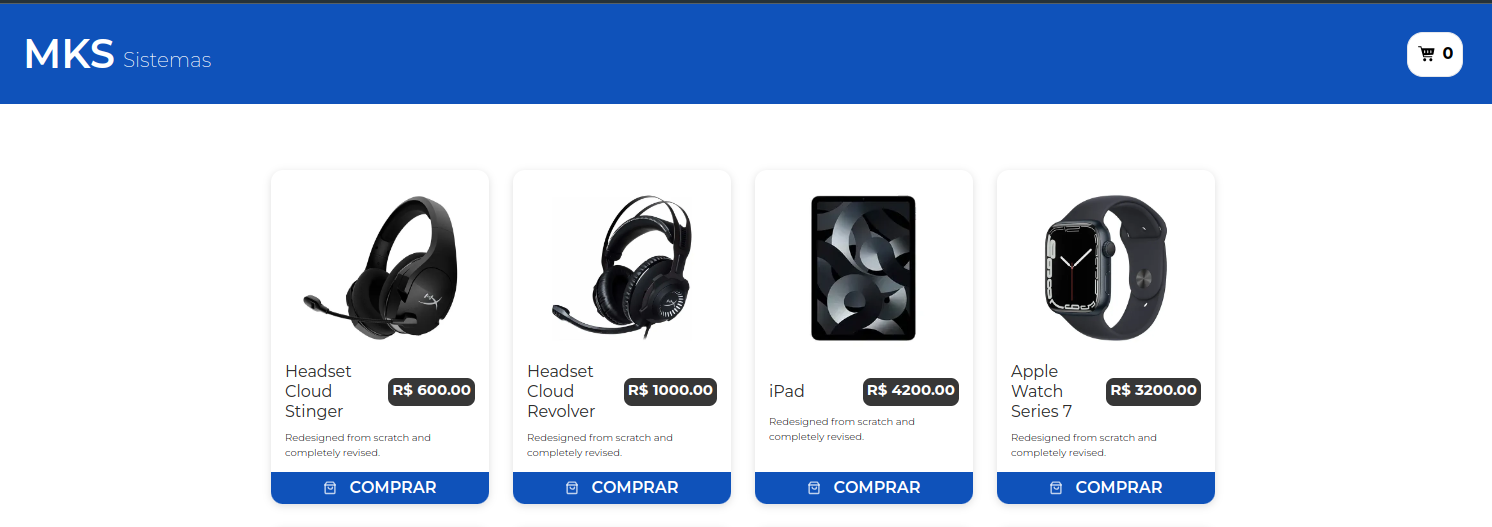 MKS Sistemas
0
Headset
Cloud
Stinger
R$ 600.00
Redesigned from scratch and
completely revised.
COMPRAR
Headset
Cloud
Revolver
R$ 1000.00
Redesigned from scratch and
completely revised.
COMPRAR
iPad
R$ 4200.00
Redesigned from scratch and
completely revised.
COMPRAR
Apple
Watch
Series 7
R$ 3200.00
Redesigned from scratch and
completely revised.
COMPRAR